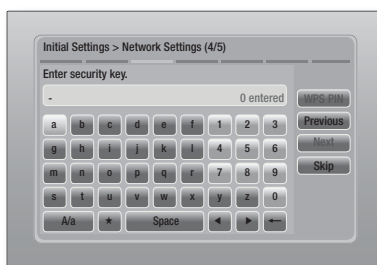 Initial Settings > Network Settings (4/5)
Enter security key.
- 0 entered
WPS PIN
a b c d e f 1 2 3
Previous
g h i j k l 4 5 6
Next
m n o p q r 7 8 9
Skip
s t u v w x y z 0
A/a ★ Space ◄ ► ←